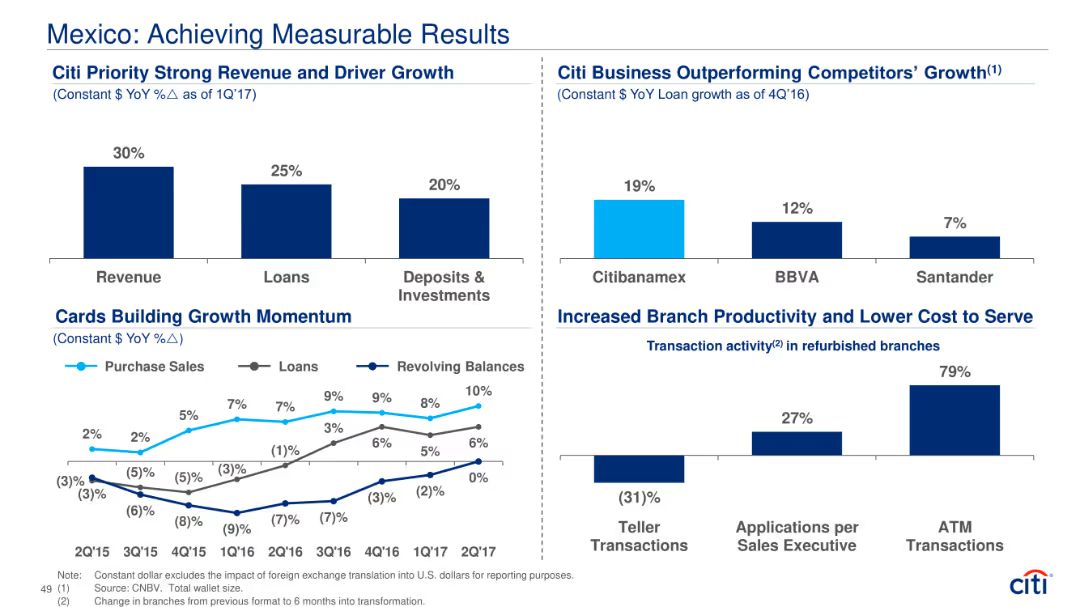 Mexico: Achieving Measurable Results
Citi Priority Strong Revenue and Driver Growth
(Constant $ YoY %△ as of 1Q'17)
30%
25%
20%
Revenue
Loans
Deposits &
Investments
Citi Business Outperforming Competitors' Growth(1)
(Constant $ YoY Loan growth as of 4Q'16)
19%
12%
7%
Citibanamex
BBVA
Santander
Cards Building Growth Momentum
(Constant $ YoY %△)
Purchase Sales
Loans
Revolving Balances
2% 2% 5% 7% 7% 9% 9% 8% 10%
(3)% (5)% (5)% (3)% (1)% 3% 6% 5% 6%
(3)% (6)% (8)% (9)% (7)% (7)% (3)% (2)% 0%
2Q'15 3Q'15 4Q'15 1Q'16 2Q'16 3Q'16 4Q'16 1Q'17 2Q'17
Increased Branch Productivity and Lower Cost to Serve
Transaction activity(2) in refurbished branches
(31)%
27%
79%
Teller
Transactions
Applications per
Sales Executive
ATM
Transactions
Note: Constant dollar excludes the impact of foreign exchange translation into U.S. dollars for reporting purposes.
49 (1) Source: CNBV. Total wallet size.
(2) Change in branches from previous format to 6 months into transformation.
citi